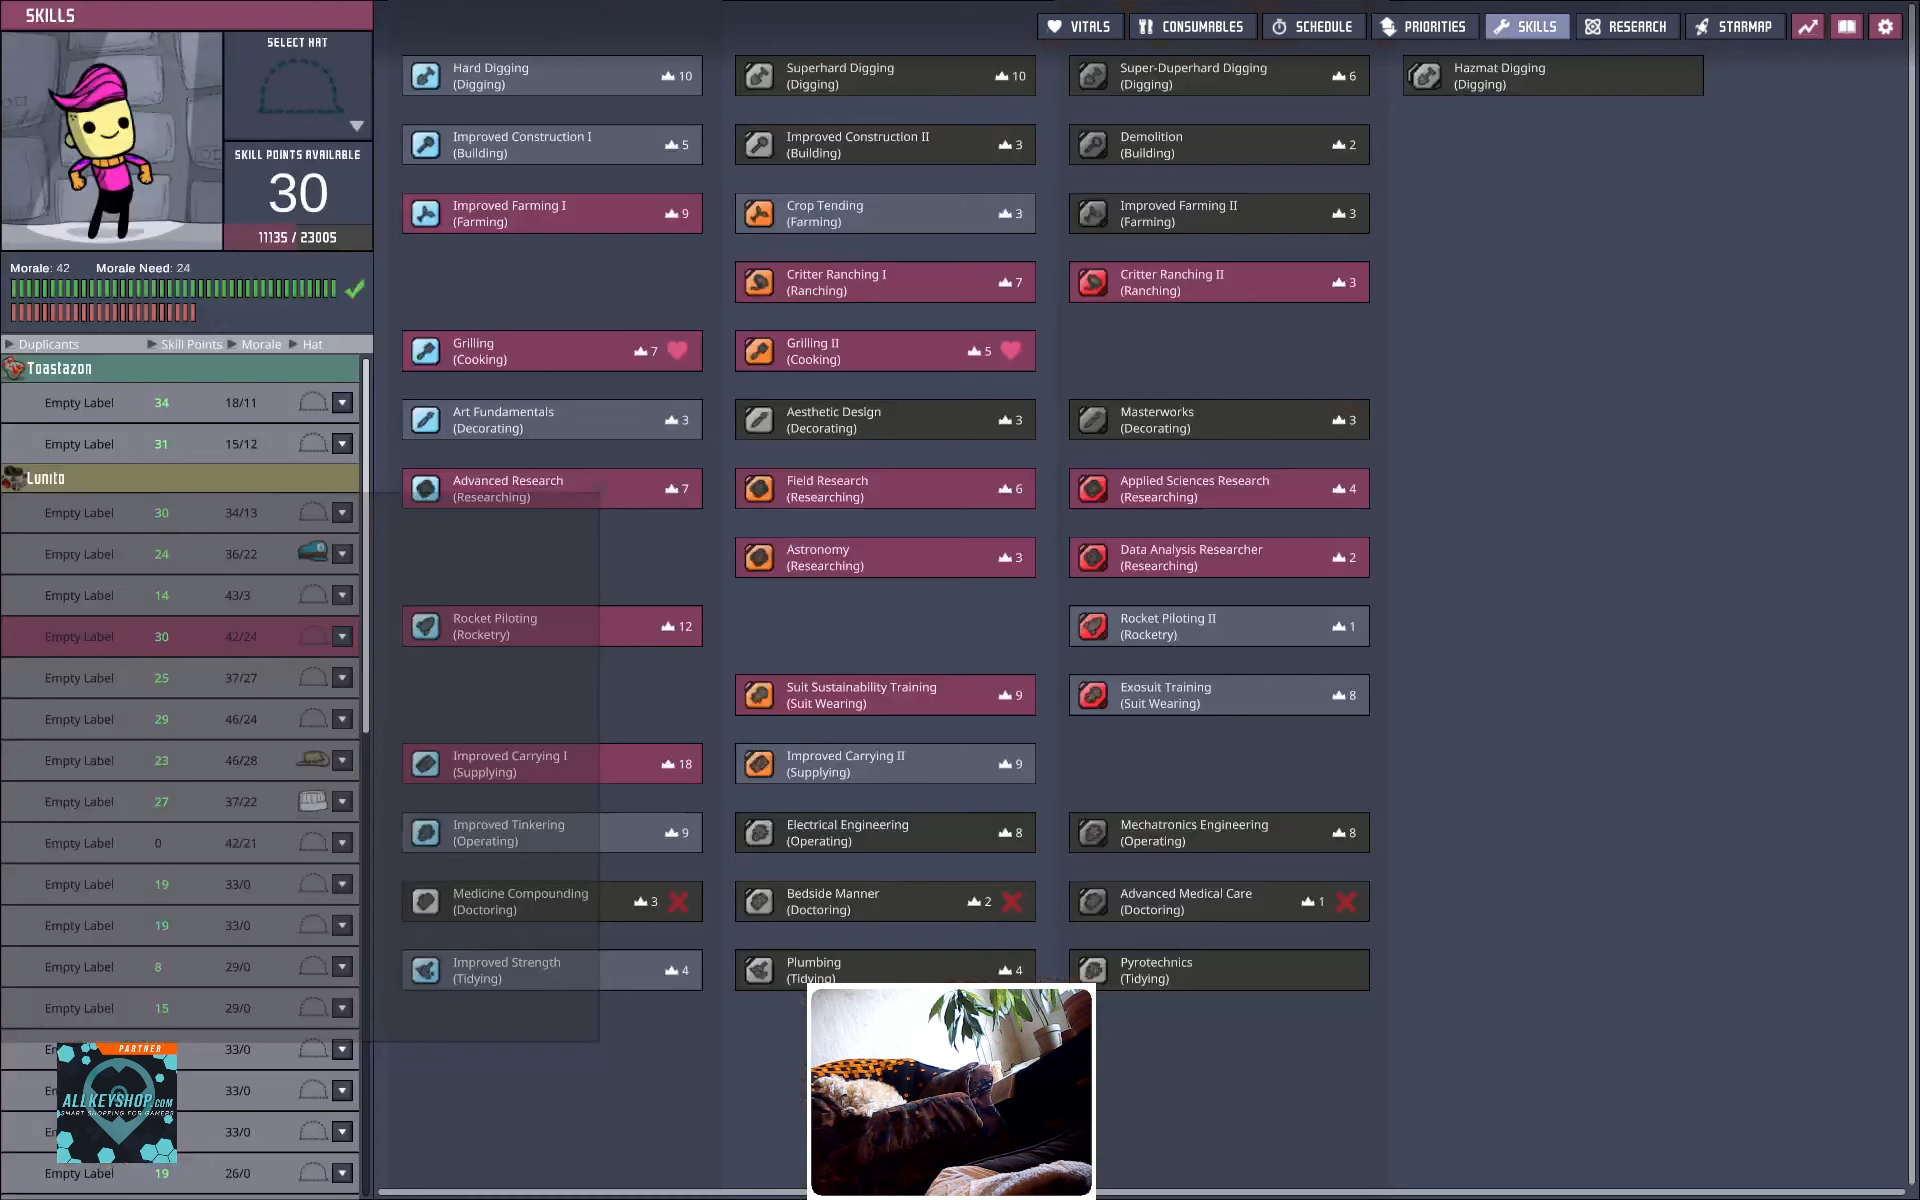 SKILLS
VITALS
CONSUMABLES
SCHEDULE
PRIORITIES
SKILLS
RESEARCH
STARMAP
SELECT HAT
SKILL POINTS AVAILABLE
30
11135 / 23005
Morale: 42 Morale Need: 24
Duplicants Skill Points Morale Hat
Toastazon
Empty Label 34 18/11
Empty Label 31 15/12
Lunito
Empty Label 30 34/13
Empty Label 24 36/22
Empty Label 14 43/3
Empty Label 30 42/24
Empty Label 25 37/27
Empty Label 29 46/24
Empty Label 23 46/28
Empty Label 27 37/22
Empty Label 0 42/21
Empty Label 19 33/0
Empty Label 19 33/0
Empty Label 8 29/0
Empty Label 15 29/0
33/0
33/0
33/0
Empty Label 19 26/0
PARTNER
ALLKEYSHOP.COM
SMART SHOPPING FOR GAMERS
Hard Digging 10
(Digging)
Superhard Digging 10
(Digging)
Super-Duperhard Digging 6
(Digging)
Hazmat Digging
(Digging)
Improved Construction I 5
(Building)
Improved Construction II 3
(Building)
Demolition 2
(Building)
Improved Farming I 9
(Farming)
Crop Tending 3
(Farming)
Improved Farming II 3
(Farming)
Critter Ranching I 7
(Ranching)
Critter Ranching II 3
(Ranching)
Grilling 7
(Cooking)
Grilling II 5
(Cooking)
Art Fundamentals 3
(Decorating)
Aesthetic Design 3
(Decorating)
Masterworks 3
(Decorating)
Advanced Research 7
(Researching)
Field Research 6
(Researching)
Applied Sciences Research 4
(Researching)
Astronomy 3
(Researching)
Data Analysis Researcher 2
(Researching)
Rocket Piloting 12
(Rocketry)
Rocket Piloting II 1
(Rocketry)
Suit Sustainability Training 9
(Suit Wearing)
Exosuit Training 8
(Suit Wearing)
Improved Carrying I 18
(Supplying)
Improved Carrying II 9
(Supplying)
Improved Tinkering 9
(Operating)
Electrical Engineering 8
(Operating)
Mechatronics Engineering 8
(Operating)
Medicine Compounding 3
(Doctoring)
Bedside Manner 2
(Doctoring)
Advanced Medical Care 1
(Doctoring)
Improved Strength 4
(Tidying)
Plumbing 4
(Tidying)
Pyrotechnics
(Tidying)